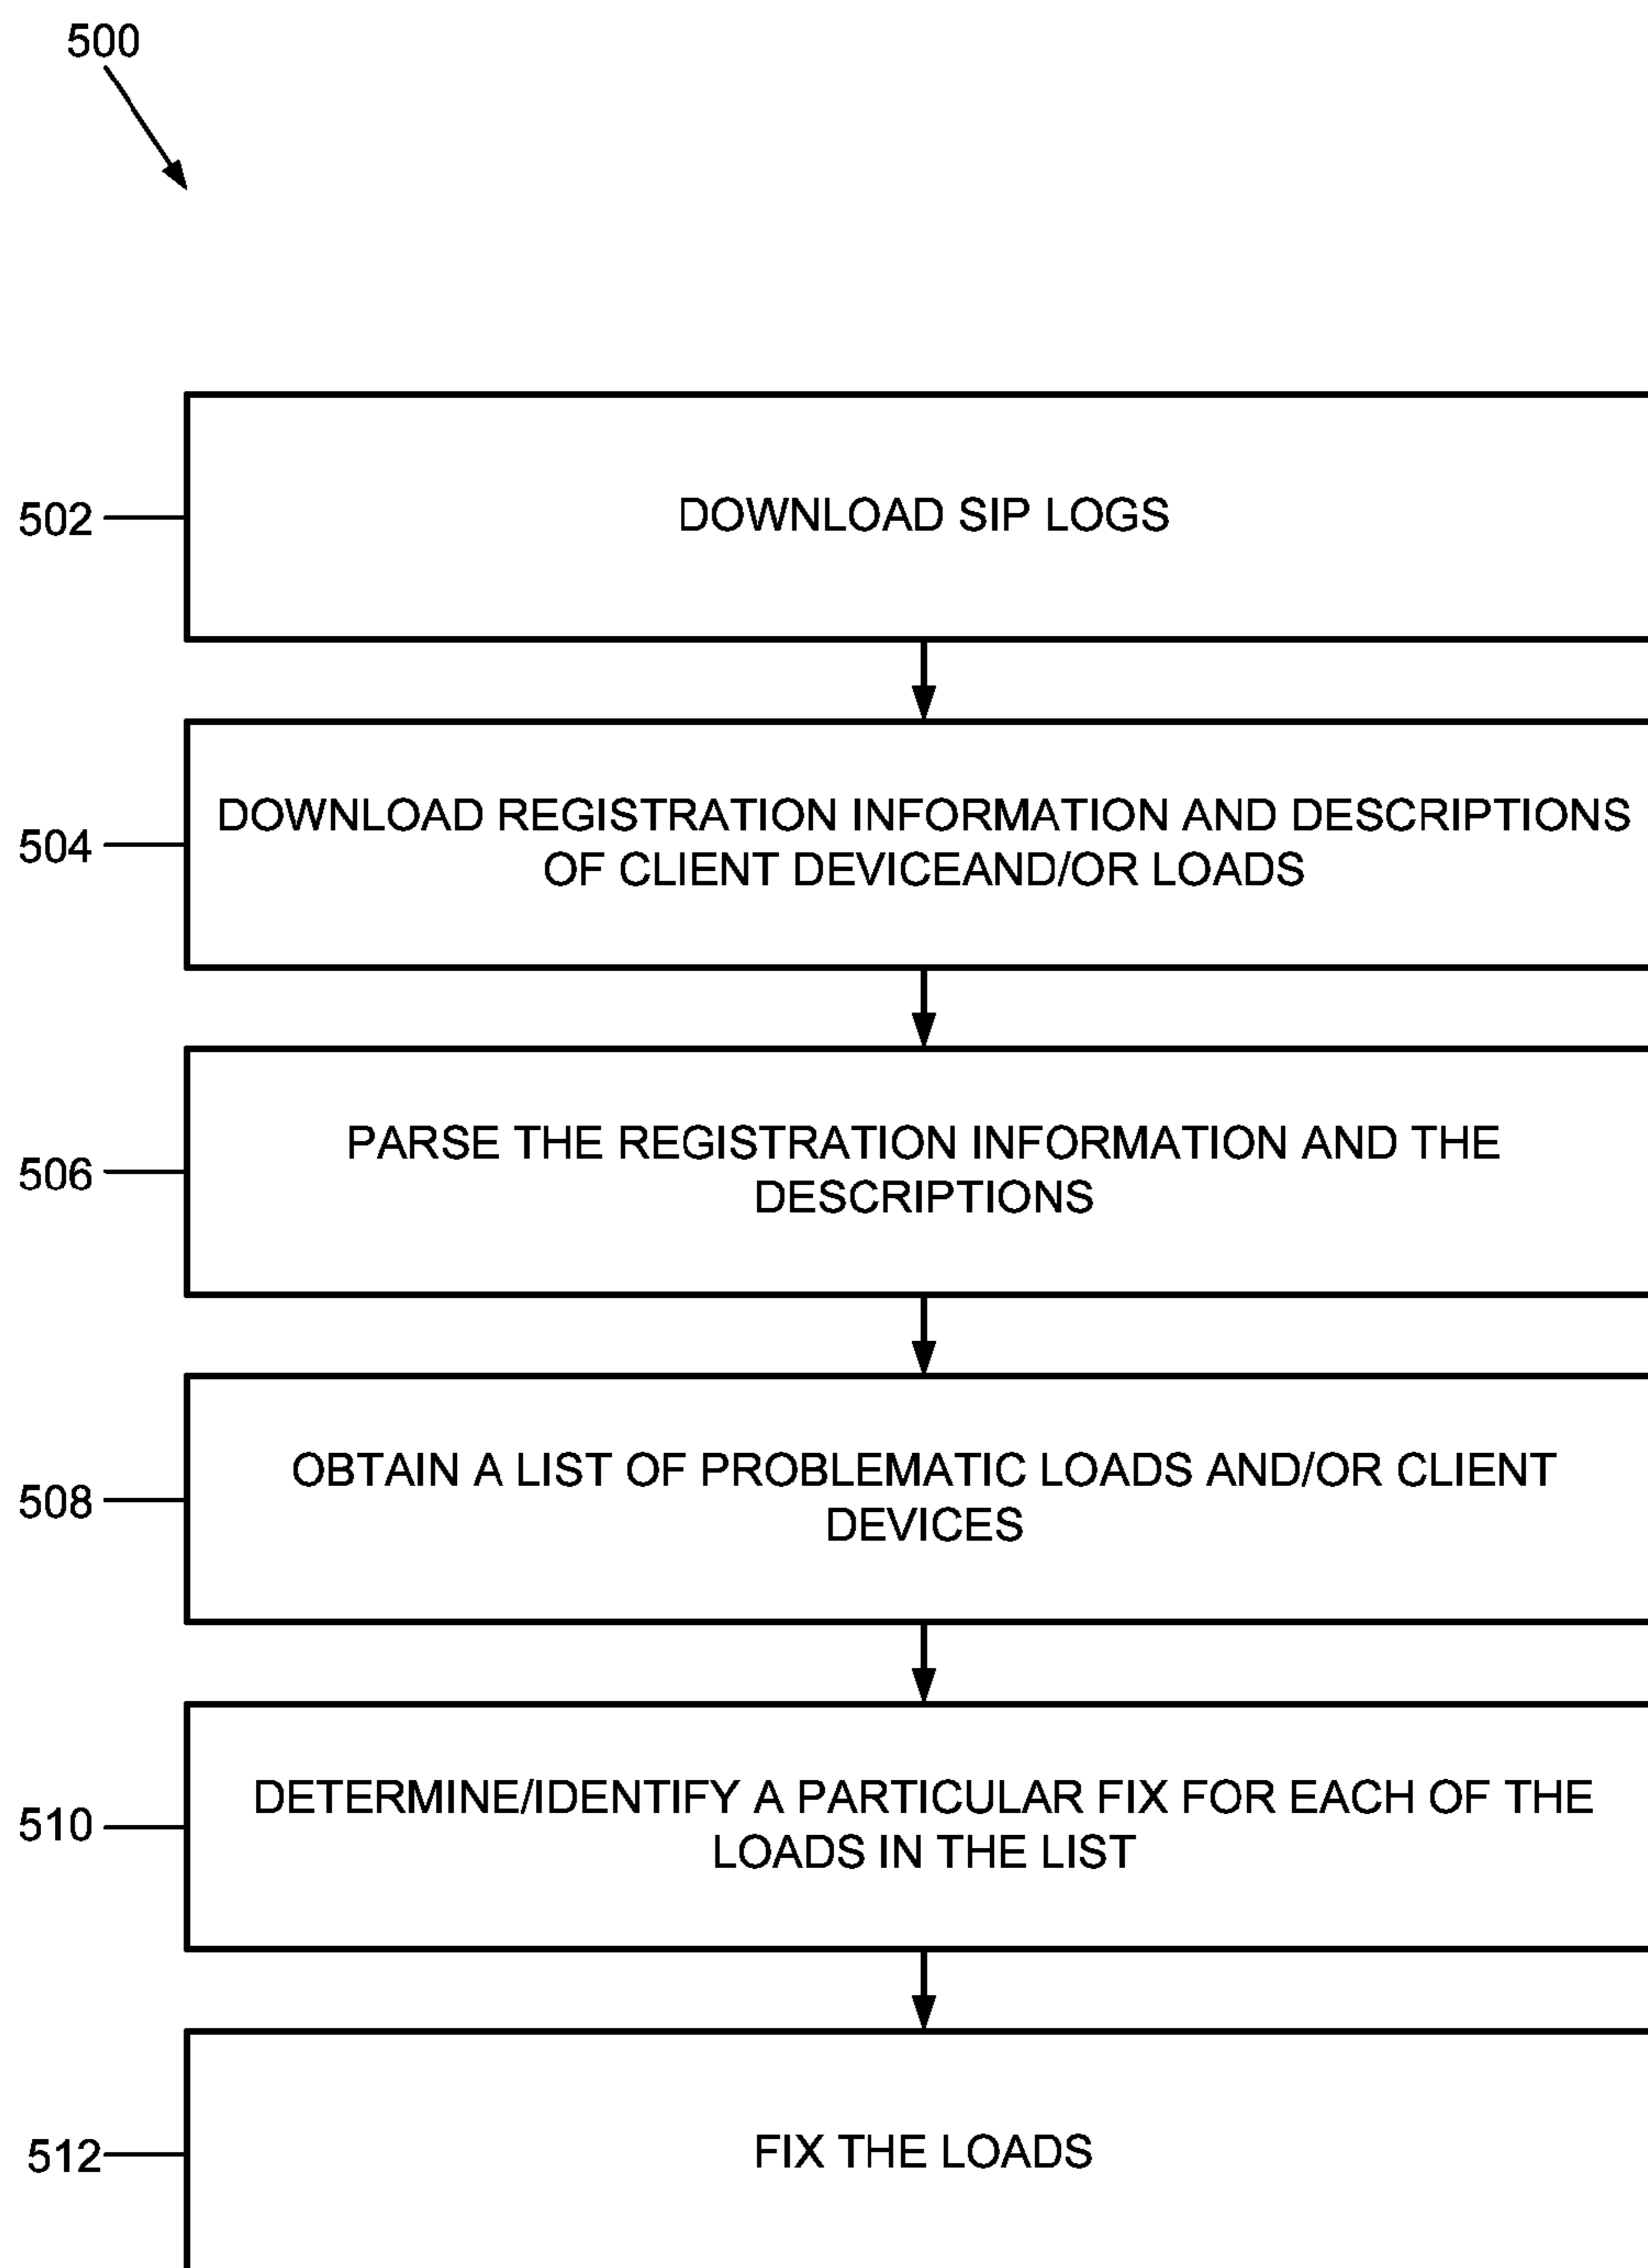 500
502
DOWNLOAD SIP LOGS
504
DOWNLOAD REGISTRATION INFORMATION AND DESCRIPTIONS
OF CLIENT DEVICEAND/OR LOADS
506
PARSE THE REGISTRATION INFORMATION AND THE
DESCRIPTIONS
508
OBTAIN A LIST OF PROBLEMATIC LOADS AND/OR CLIENT
DEVICES
510
DETERMINE/IDENTIFY A PARTICULAR FIX FOR EACH OF THE
LOADS IN THE LIST
512
FIX THE LOADS